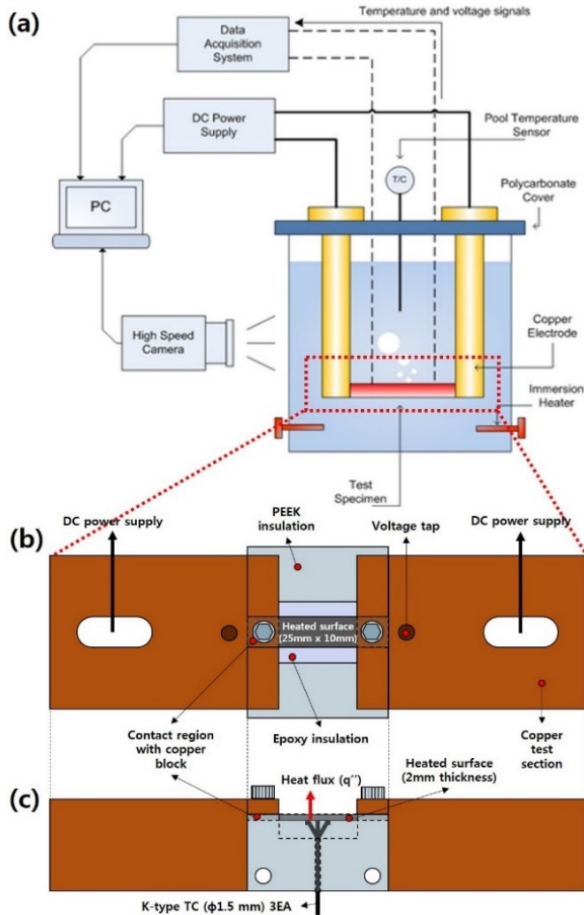 (a)
Temperature and voltage signals
Data
Acquisition
System
DC Power
Supply
Pool Temperature
Sensor
T/C
Polycarbonate
Cover
PC
High Speed
Camera
Copper
Electrode
Immersion
Heater
Test
Specimen
DC power supply
PEEK
insulation
Voltage tap
DC power supply
(b)
Heated surface
(25mm x 10mm)
Contact region
with copper
block
Epoxy insulation
Copper
test
section
Heat flux (q´´)
Heated surface
(2mm thickness)
(c)
K-type TC (ϕ1.5 mm) 3EA